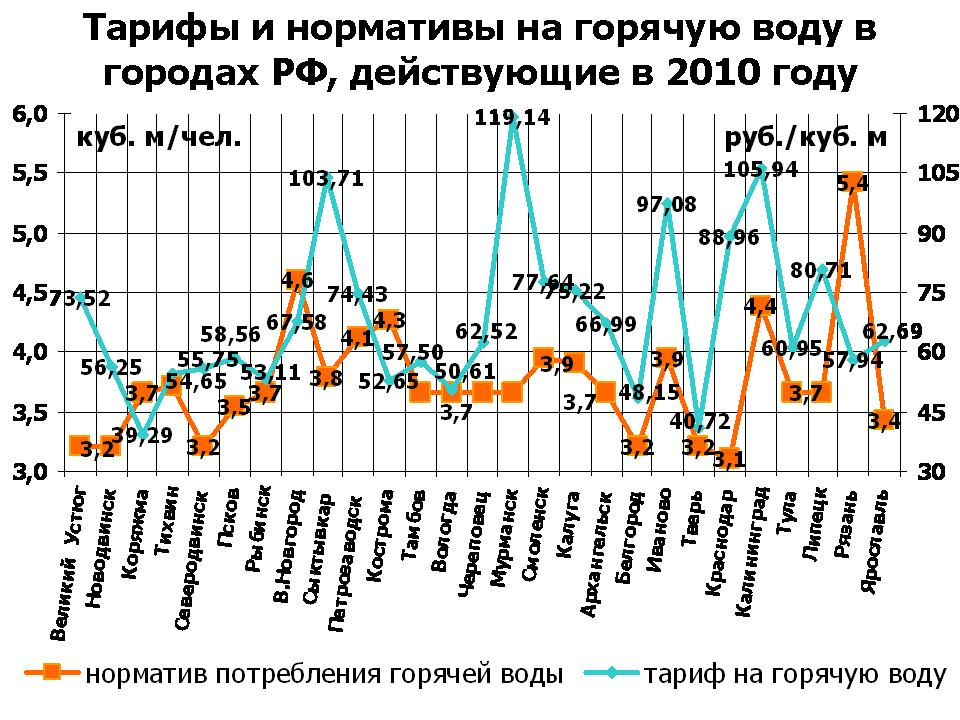 Тарифы и нормативы на горячую воду в
городах РФ, действующие в 2010 году
куб. м/чел.
руб./куб. м
6,0
5,5
5,0
4,5
4,0
3,5
3,0
120
105
90
75
60
45
30
73,52
56,25
39,29
54,65
55,75
58,56
53,11
67,58
103,71
74,43
52,65
57,50
50,61
62,52
119,14
77,64
75,22
66,99
48,15
97,08
40,72
88,96
105,94
60,95
80,71
57,94
62,69
3,2
3,7
3,2
3,5
3,7
4,6
3,8
4,1
4,3
3,7
3,9
3,7
3,2
3,9
3,2
3,1
4,4
3,7
5,4
3,4
Великий Устюг
Новодвинск
Коряжма
Тихвин
Северодвинск
Псков
Рыбинск
В.Новгород
Сыктывкар
Петрозаводск
Кострома
Тамбов
Вологда
Череповец
Мурманск
Смоленск
Калуга
Архангельск
Белгород
Иваново
Тверь
Краснодар
Калининград
Тула
Липецк
Рязань
Ярославль
норматив потребления горячей воды
тариф на горячую воду